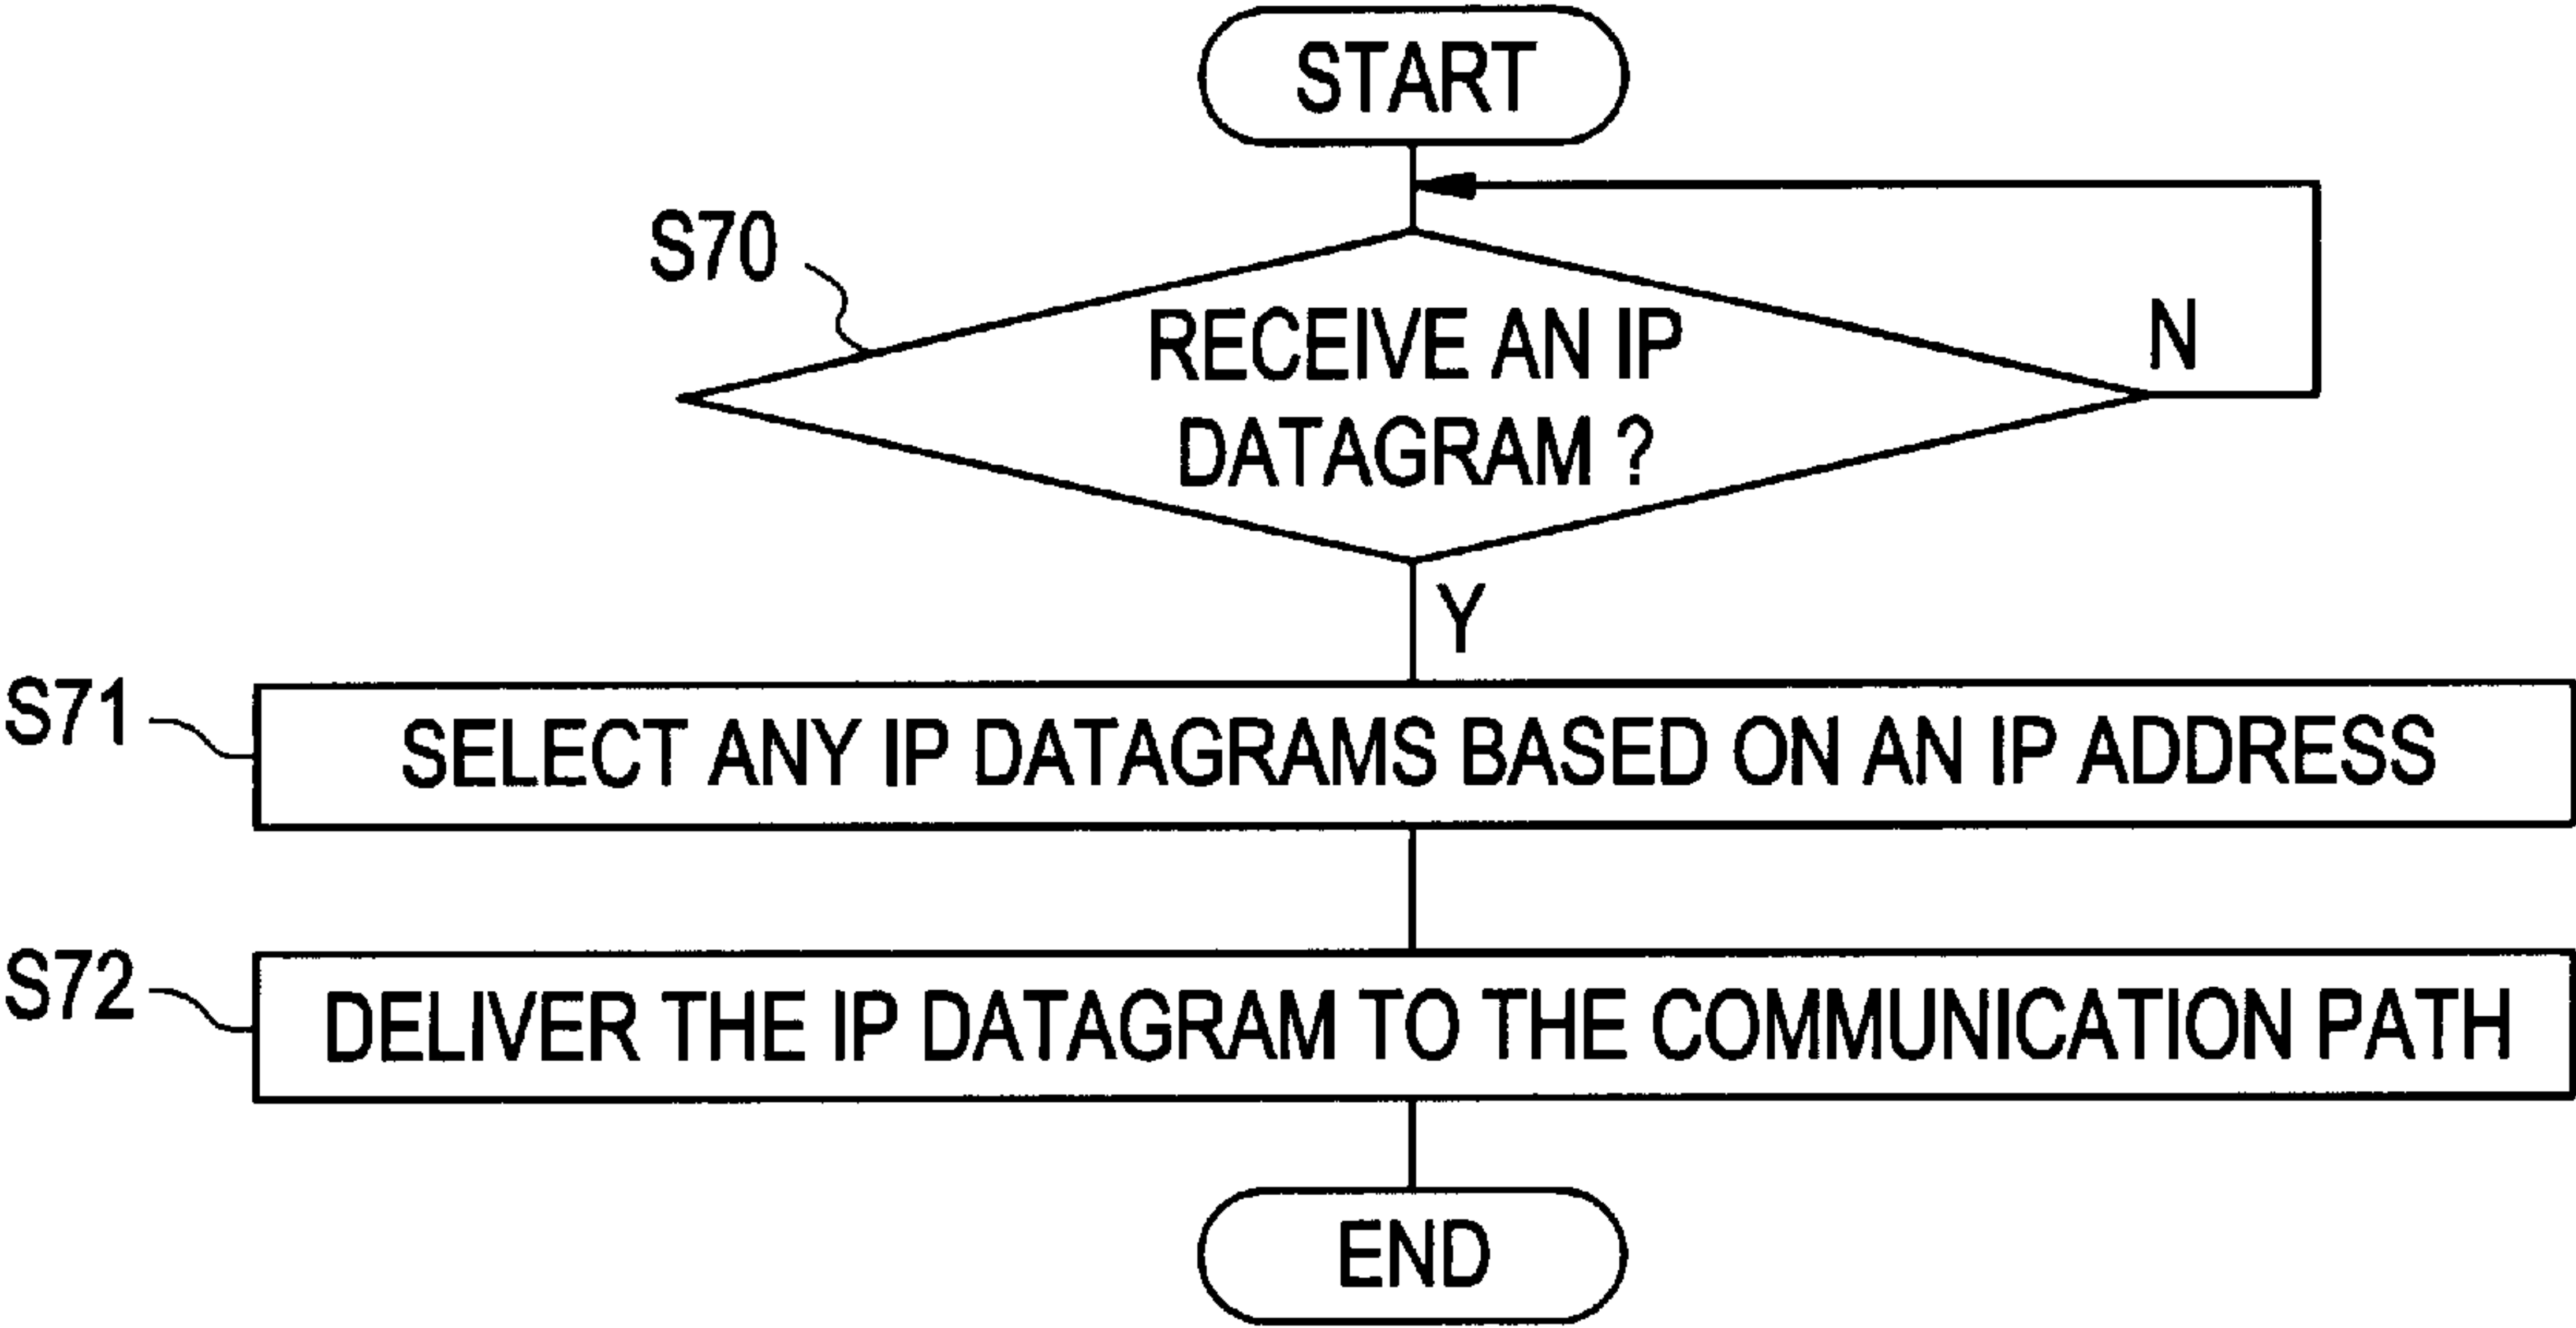 START
S70
RECEIVE AN IP
DATAGRAM ?
N
Y
S71
SELECT ANY IP DATAGRAMS BASED ON AN IP ADDRESS
S72
DELIVER THE IP DATAGRAM TO THE COMMUNICATION PATH
END